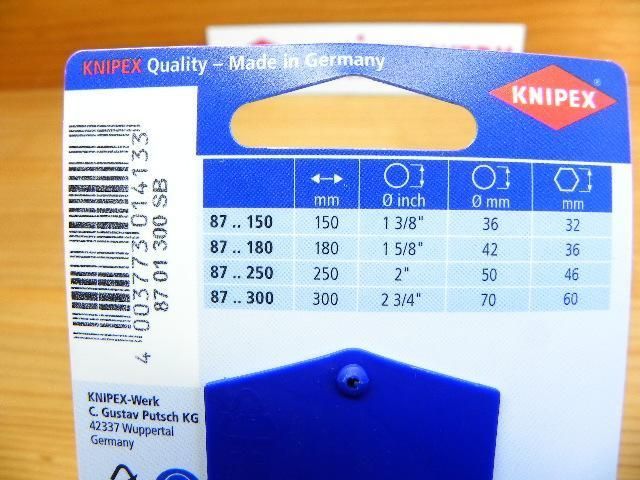 KNIPEX Quality – Made in Germany
KNIPEX®
mm Ø inch Ø mm mm
87 .. 150 150 1 3/8" 36 32
87 .. 180 180 1 5/8" 42 36
87 .. 250 250 2" 50 46
87 .. 300 300 2 3/4" 70 60
4 003773 014133
87 01 300 SB
KNIPEX-Werk
C. Gustav Putsch KG
42337 Wuppertal
Germany